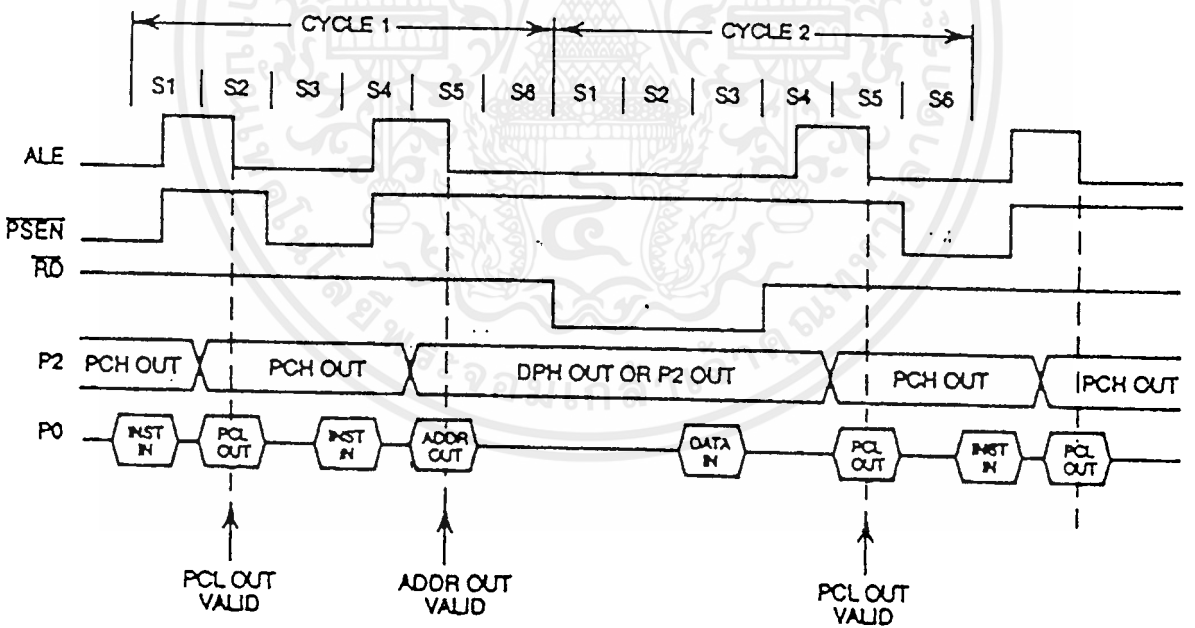 CYCLE 1 CYCLE 2
S1 S2 S3 S4 S5 S6 S1 S2 S3 S4 S5 S6
ALE
PSEN
RD
P2 PCH OUT PCH OUT DPH OUT OR P2 OUT PCH OUT PCH OUT
P0 INST IN PCL OUT INST IN ADDR OUT DATA IN PCL OUT INST IN PCL OUT
PCL OUT VALID
ADDR OUT VALID
PCL OUT VALID